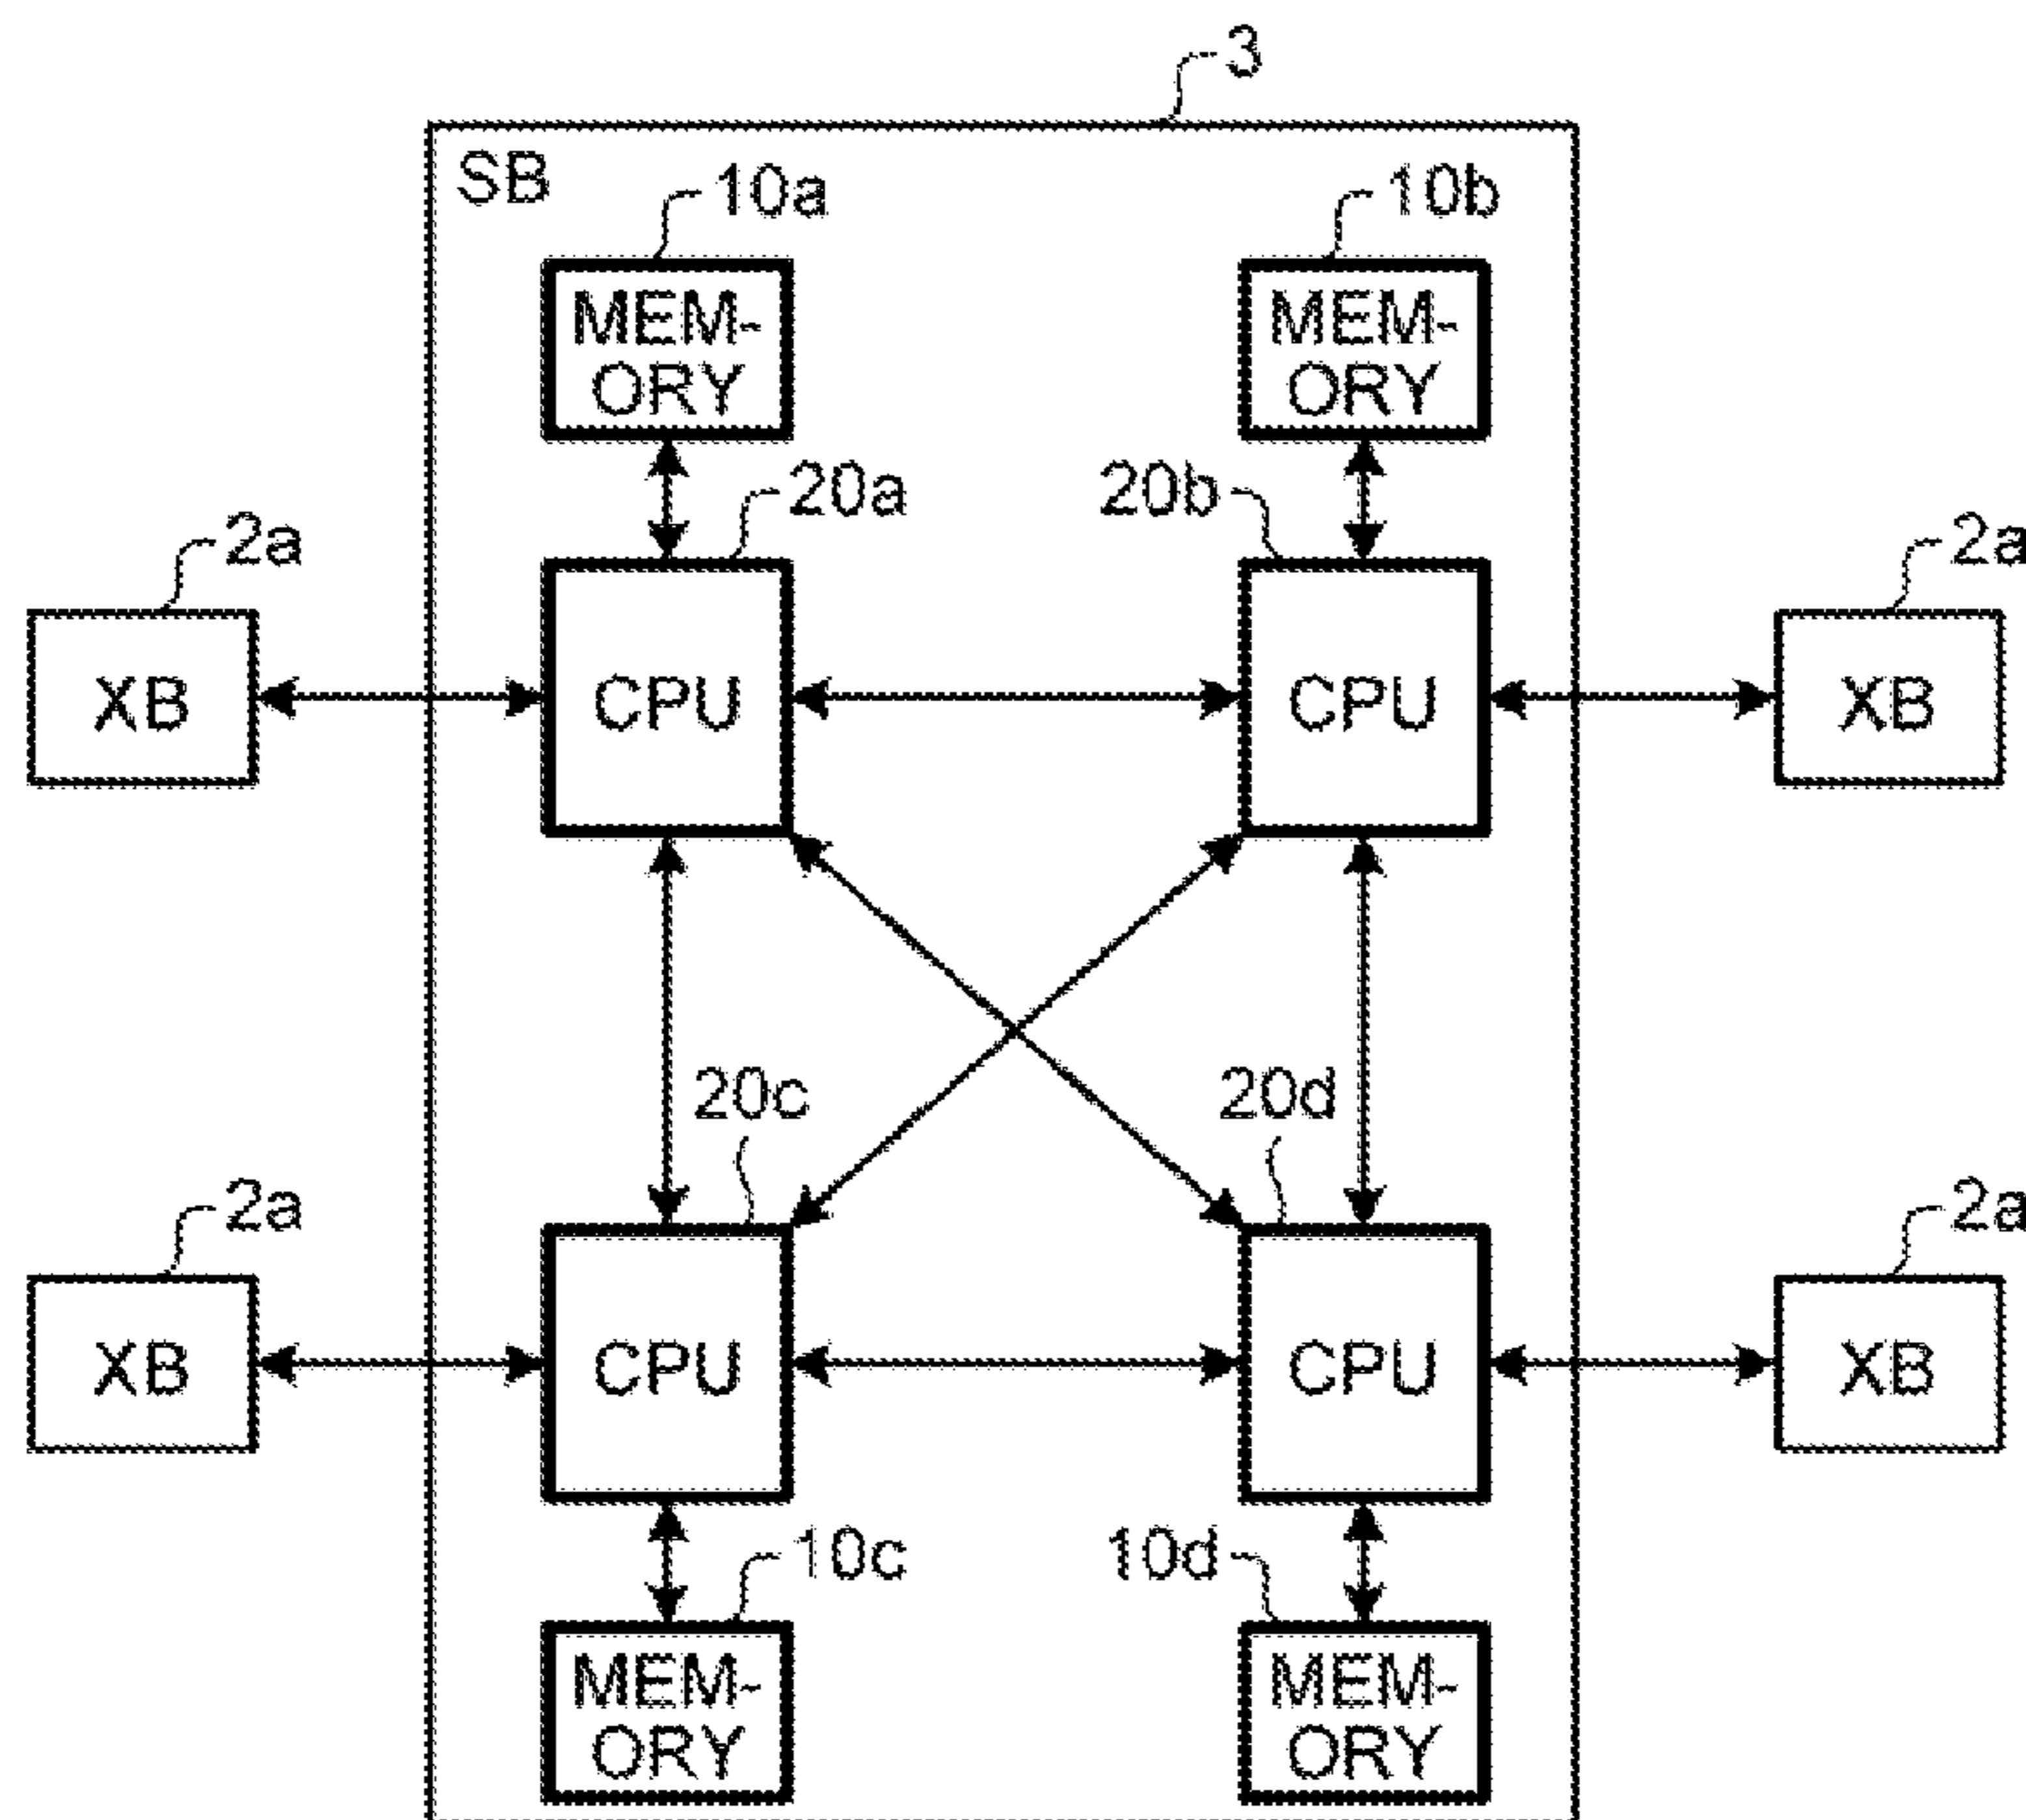 3
SB
10a
10b
MEM-
ORY
MEM-
ORY
20a
20b
2a
2a
XB
CPU
CPU
XB
20c
20d
2a
2a
XB
CPU
CPU
XB
10c
10d
MEM-
ORY
MEM-
ORY